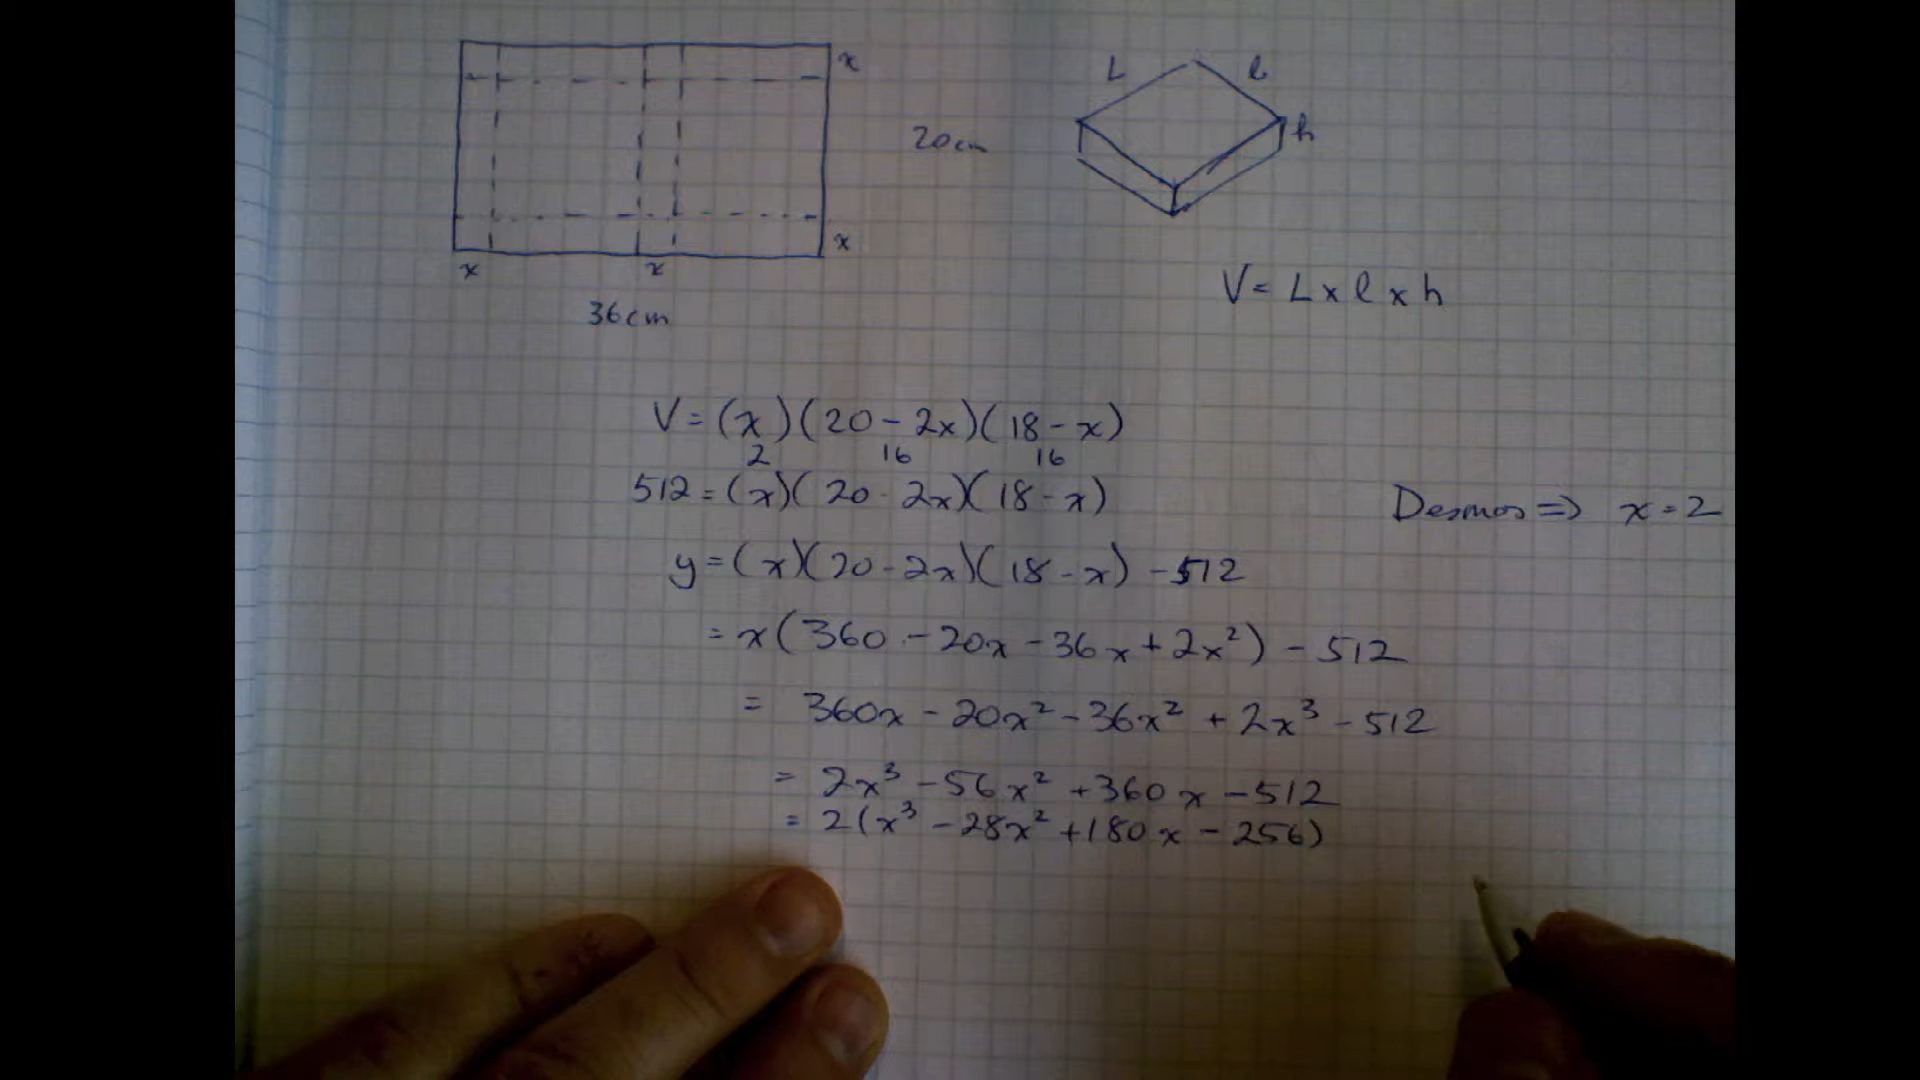 x
20cm
x
x x
36cm
L l
h
V = L x l x h
V = (x)(20 - 2x)(18 - x)
2 16 16
512 = (x)(20 - 2x)(18 - x)
Desmos => x = 2
y = (x)(20 - 2x)(18 - x) - 512
= x(360 - 20x - 36x + 2x²) - 512
= 360x - 20x² - 36x² + 2x³ - 512
= 2x³ - 56x² + 360x - 512
= 2(x³ - 28x² + 180x - 256)